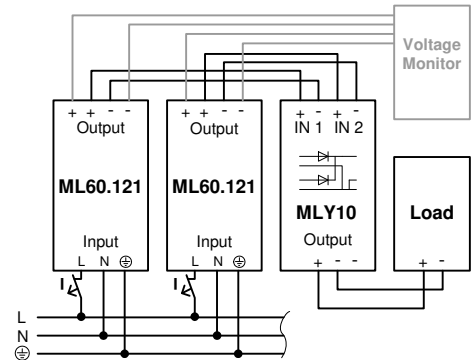 Voltage
Monitor
+ + - -
Output
ML60.121
Input
L N ⏚
I
+ + - -
Output
ML60.121
Input
L N ⏚
I
+ - + -
IN 1 IN 2
MLY10
Output
+ - -
Load
+ -
L
N
⏚